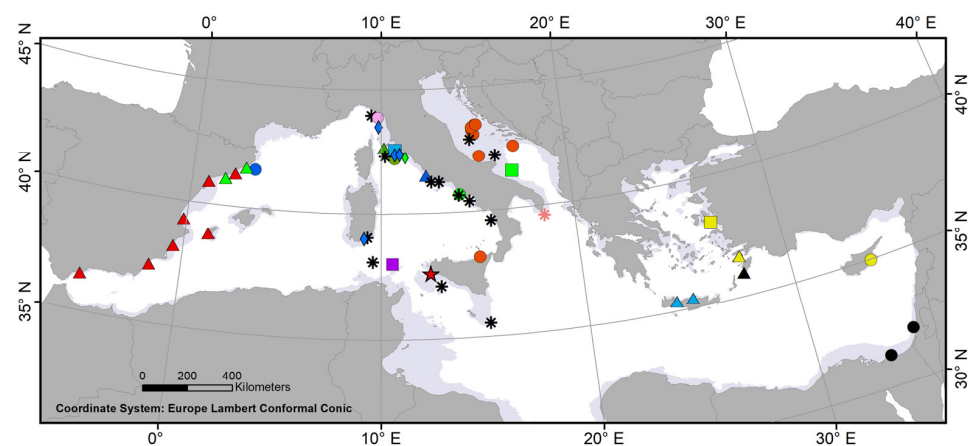 0° 10° E 20° E 30° E 40° E
45° N
40° N
40° N
35° N
35° N
30° N
0 200 400
Kilometers
Coordinate System: Europe Lambert Conformal Conic
0° 10° E 20° E 30° E